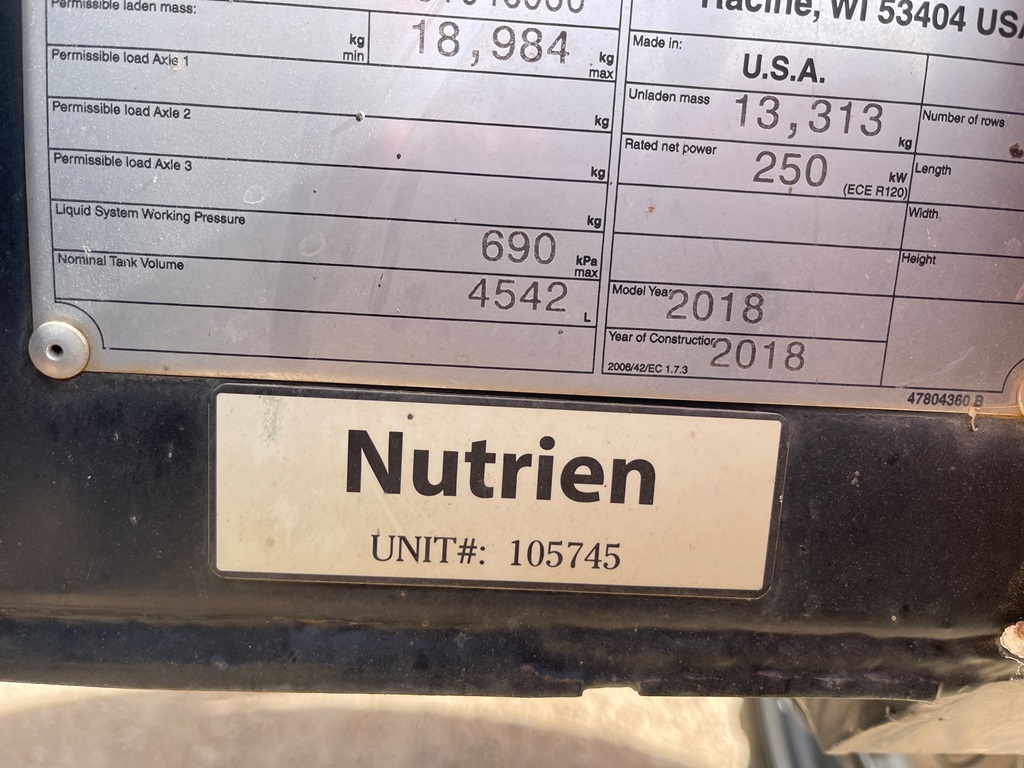 Permissible laden mass:
kg min 18,984 kg max
Permissible load Axle 1 kg
Permissible load Axle 2 kg
Permissible load Axle 3 kg
Liquid System Working Pressure 690 kPa max
Nominal Tank Volume 4542 L
Racine, WI 53404 USA
Made in:
U.S.A.
Unladen mass 13,313 kg
Rated net power 250 kW
(ECE R120)
Model Year 2018
Year of Construction 2018
2006/42/EC 1.7.3
Number of rows
Length
Width
Height
47804360 B
Nutrien
UNIT#: 105745